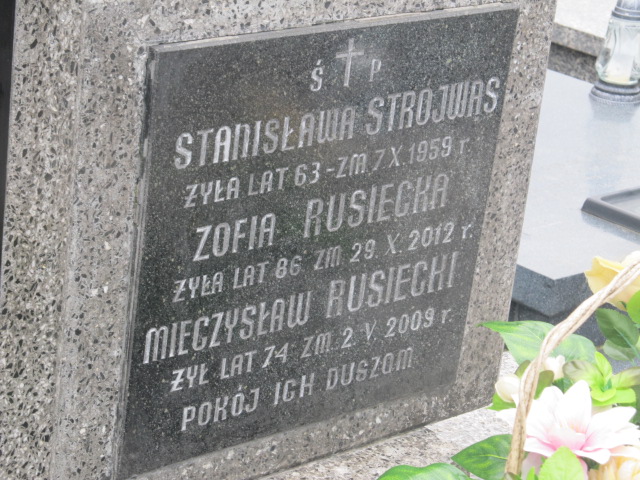 Ś P
STANISŁAWA STRÓJWĄS
ŻYŁA LAT 63-ZM. 7.X.1959 r.
ZOFIA RUSIECKA
ŻYŁA LAT 86 ZM. 29. X. 2012 r.
MIECZYSŁAW RUSIECKI
ŻYŁ LAT 74 ZM. 2. V. 2009 r.
POKÓJ ICH DUSZOM